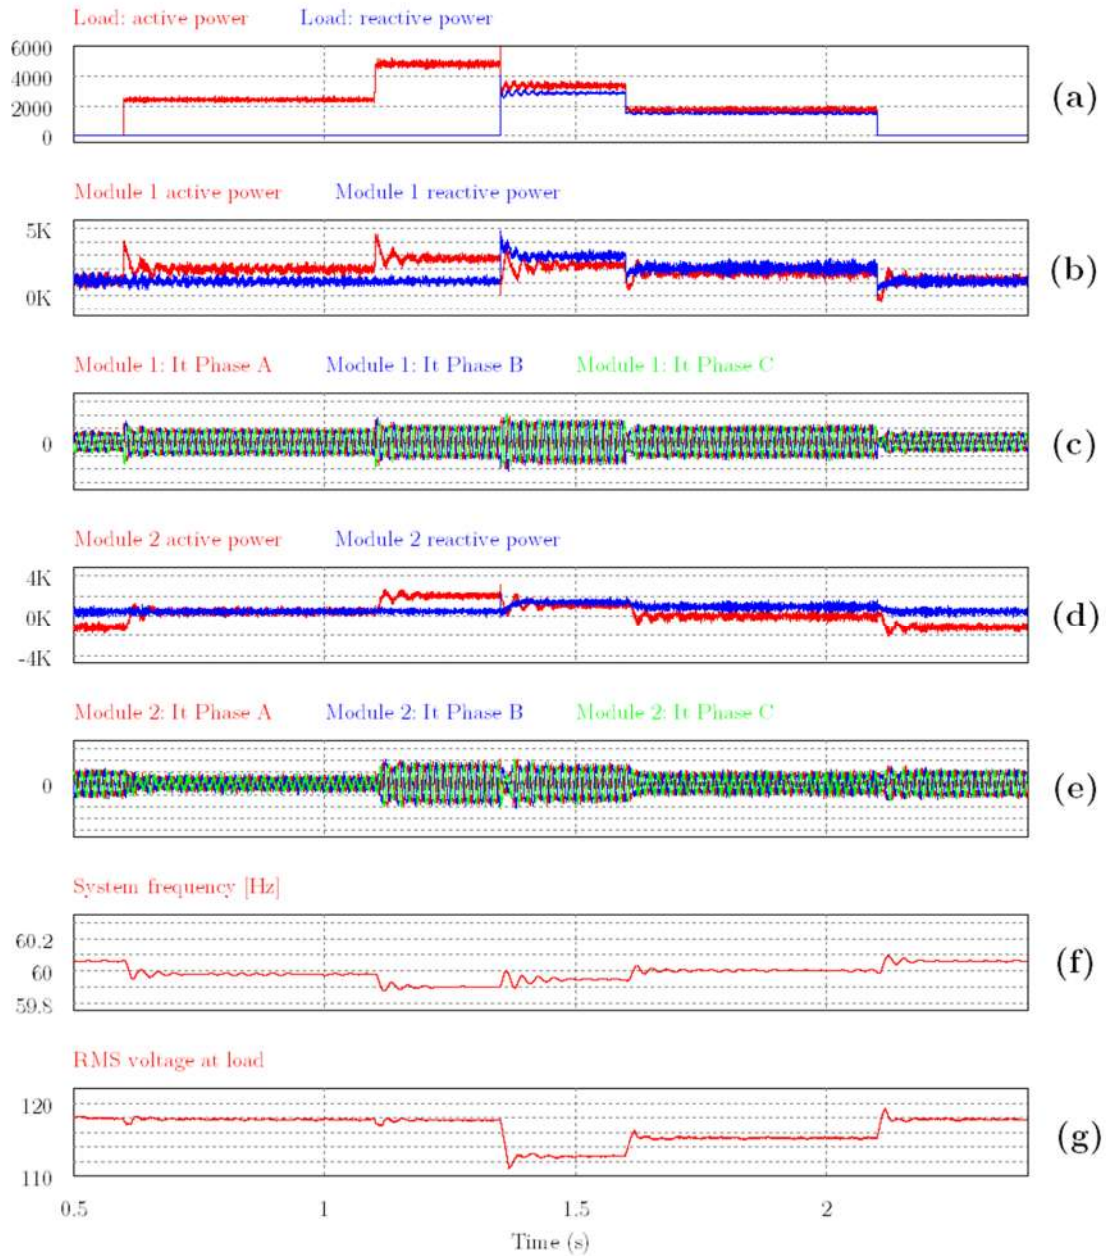 Load: active power Load: reactive power
6000
4000
2000
0
(a)
Module 1 active power Module 1 reactive power
5K
0K
(b)
Module 1: It Phase A Module 1: It Phase B Module 1: It Phase C
0
(c)
Module 2 active power Module 2 reactive power
4K
0K
-4K
(d)
Module 2: It Phase A Module 2: It Phase B Module 2: It Phase C
0
(e)
System frequency [Hz]
60.2
60
59.8
(f)
RMS voltage at load
120
110
(g)
0.5 1 1.5 2
Time (s)